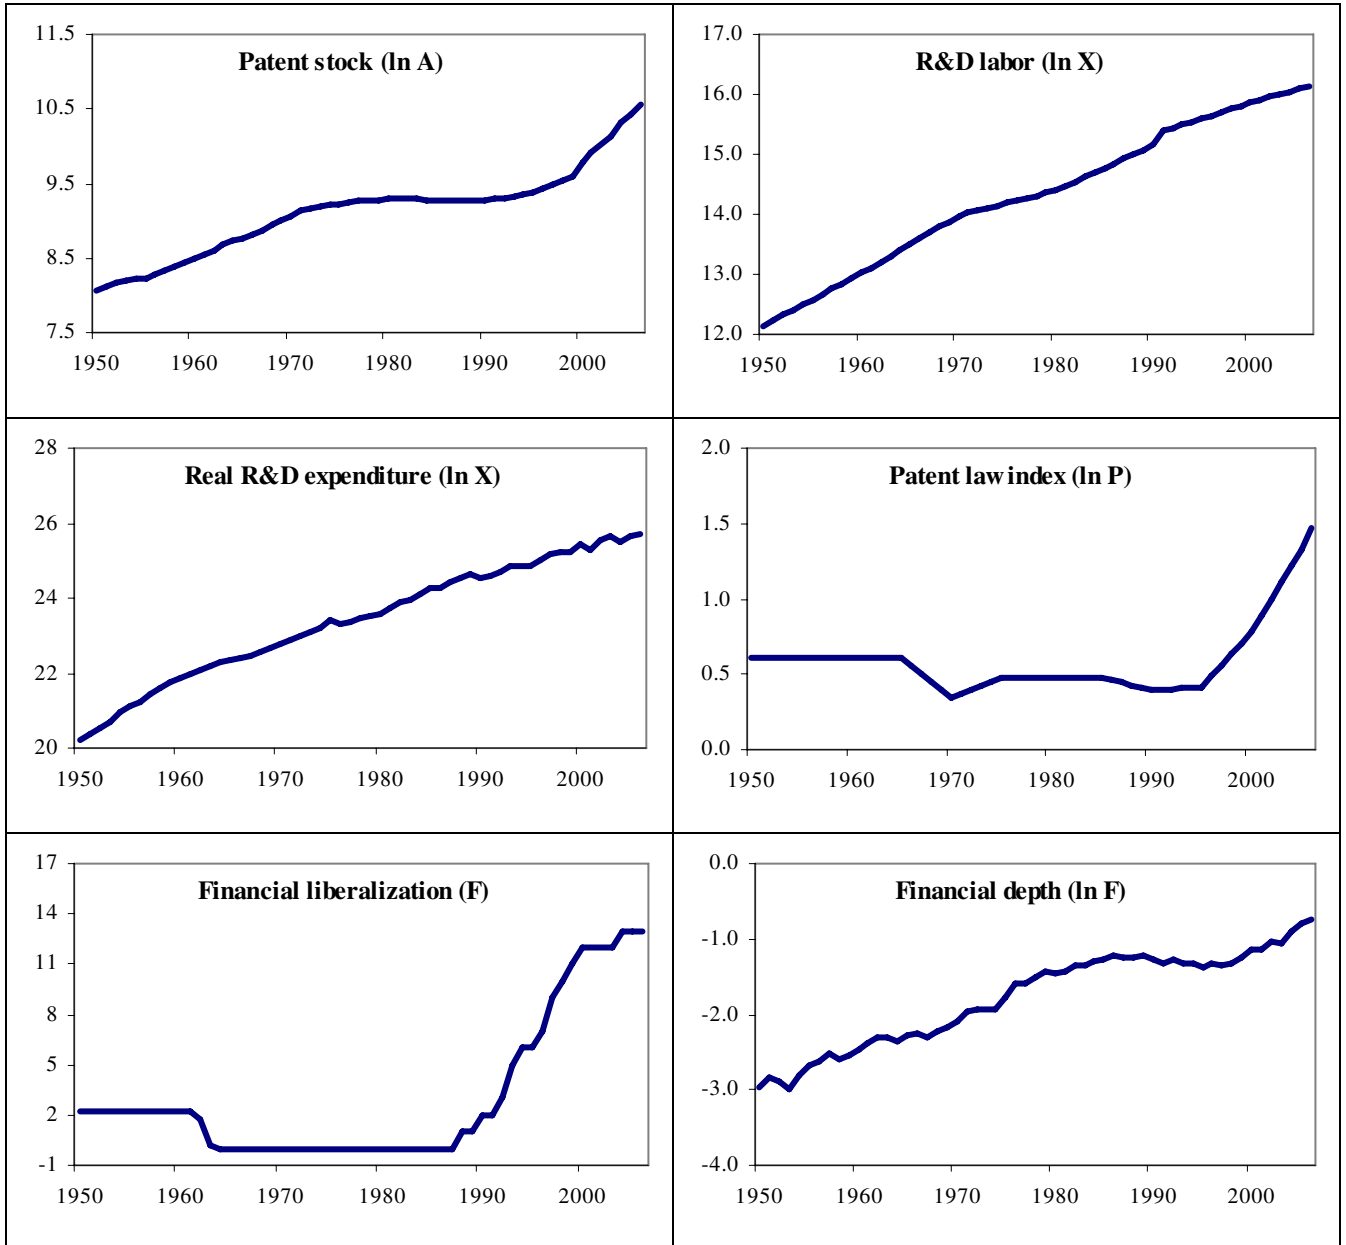 Patent stock (ln A)
11.5
10.5
9.5
8.5
7.5
1950 1960 1970 1980 1990 2000
R&D labor (ln X)
17.0
16.0
15.0
14.0
13.0
12.0
1950 1960 1970 1980 1990 2000
Real R&D expenditure (ln X)
28
26
24
22
20
1950 1960 1970 1980 1990 2000
Patent law index (ln P)
2.0
1.5
1.0
0.5
0.0
1950 1960 1970 1980 1990 2000
Financial liberalization (F)
17
14
11
8
5
2
-1
1950 1960 1970 1980 1990 2000
Financial depth (ln F)
0.0
-1.0
-2.0
-3.0
-4.0
1950 1960 1970 1980 1990 2000